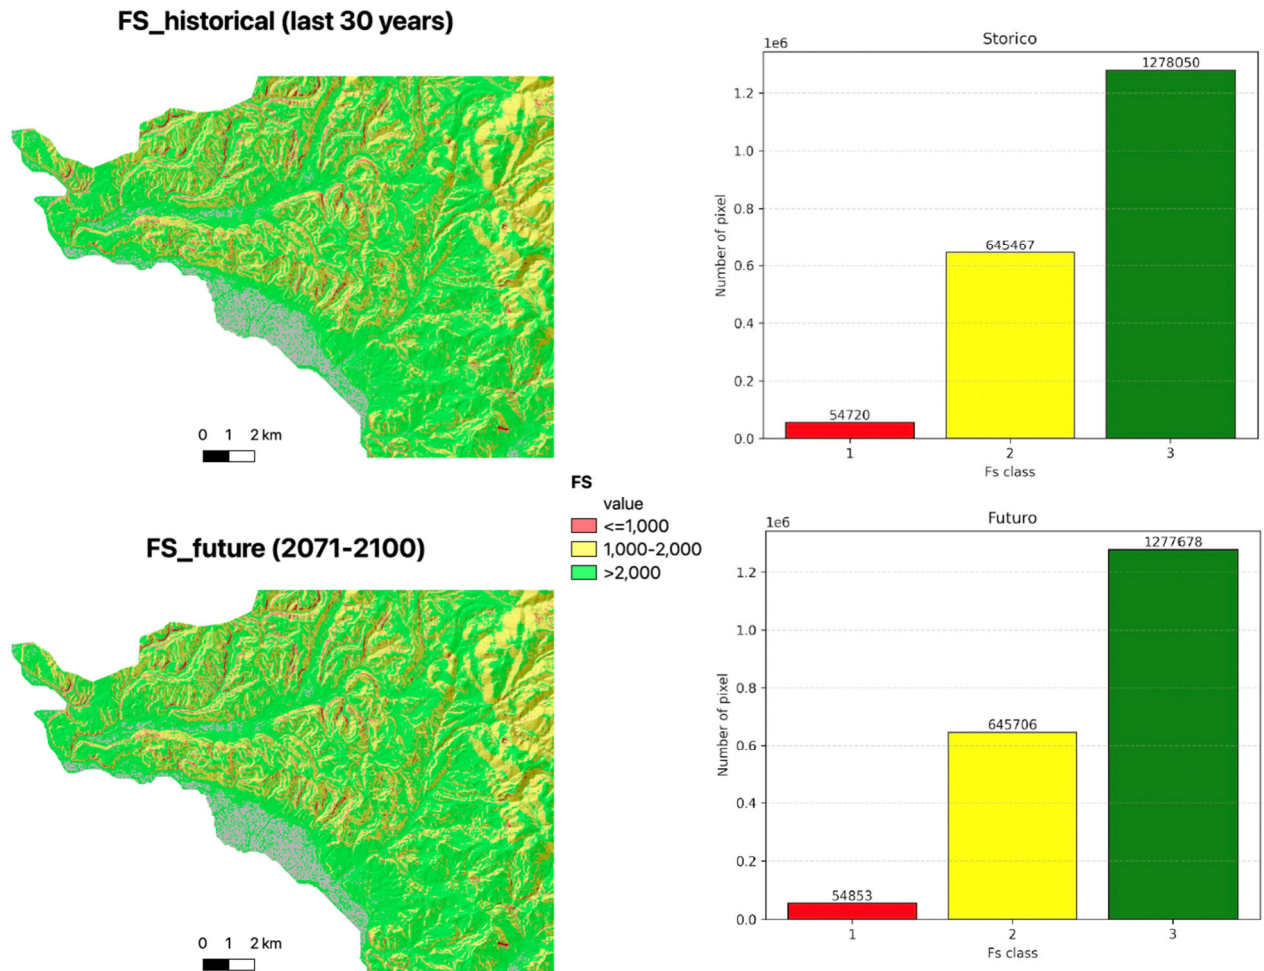 FS_historical (last 30 years)
0 1 2 km
FS_future (2071-2100)
0 1 2 km
FS
value
<=1,000
1,000-2,000
>2,000
Storico
1e6
1278050
645467
54720
1.2
1.0
0.8
0.6
0.4
0.2
0.0
Number of pixel
1 2 3
Fs class
Futuro
1e6
1277678
645706
54853
1.2
1.0
0.8
0.6
0.4
0.2
0.0
Number of pixel
1 2 3
Fs class